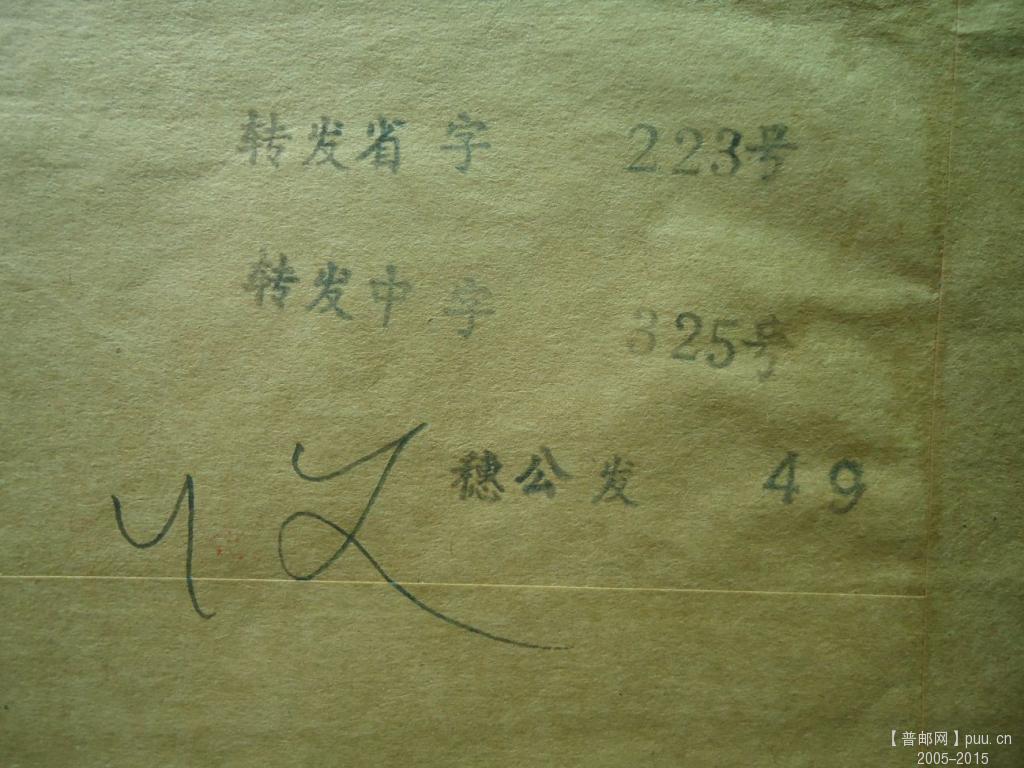 转发省 字 223号
转发中 字 325号
穗公发 49
【普邮网】puu.cn
2005-2015